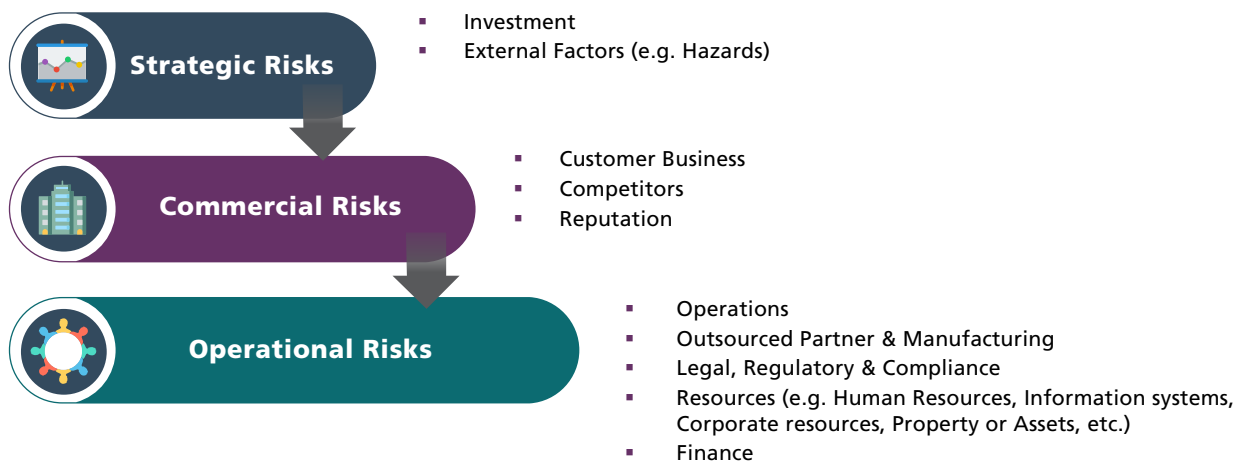 Strategic Risks
▪ Investment
▪ External Factors (e.g. Hazards)
Commercial Risks
▪ Customer Business
▪ Competitors
▪ Reputation
Operational Risks
▪ Operations
▪ Outsourced Partner & Manufacturing
▪ Legal, Regulatory & Compliance
▪ Resources (e.g. Human Resources, Information systems,
Corporate resources, Property or Assets, etc.)
▪ Finance